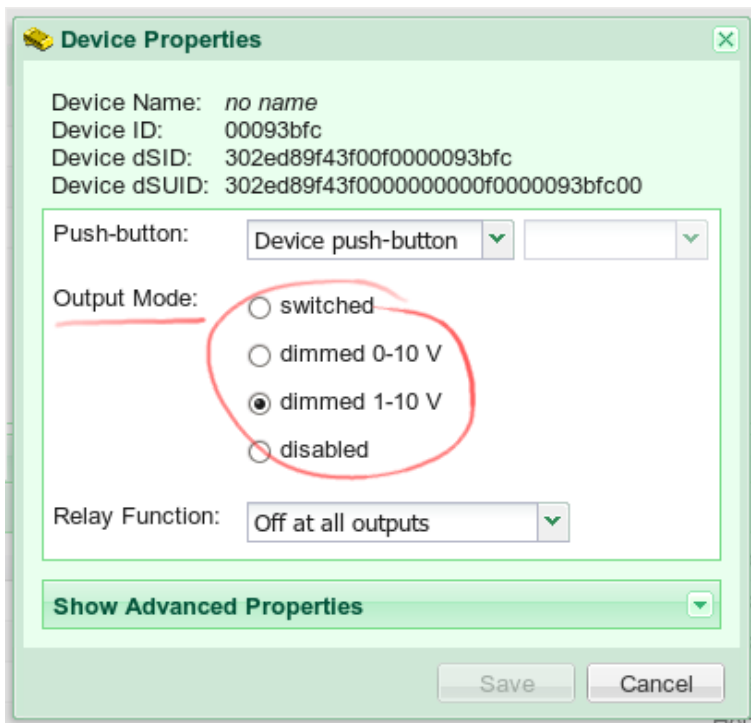 Device Properties
Device Name: no name
Device ID: 00093bfc
Device dSID: 302ed89f43f00f0000093bfc
Device dSUID: 302ed89f43f0000000000f0000093bfc00
Push-button: Device push-button
Output Mode: switched
dimmed 0-10 V
dimmed 1-10 V
disabled
Relay Function: Off at all outputs
Show Advanced Properties
Save Cancel